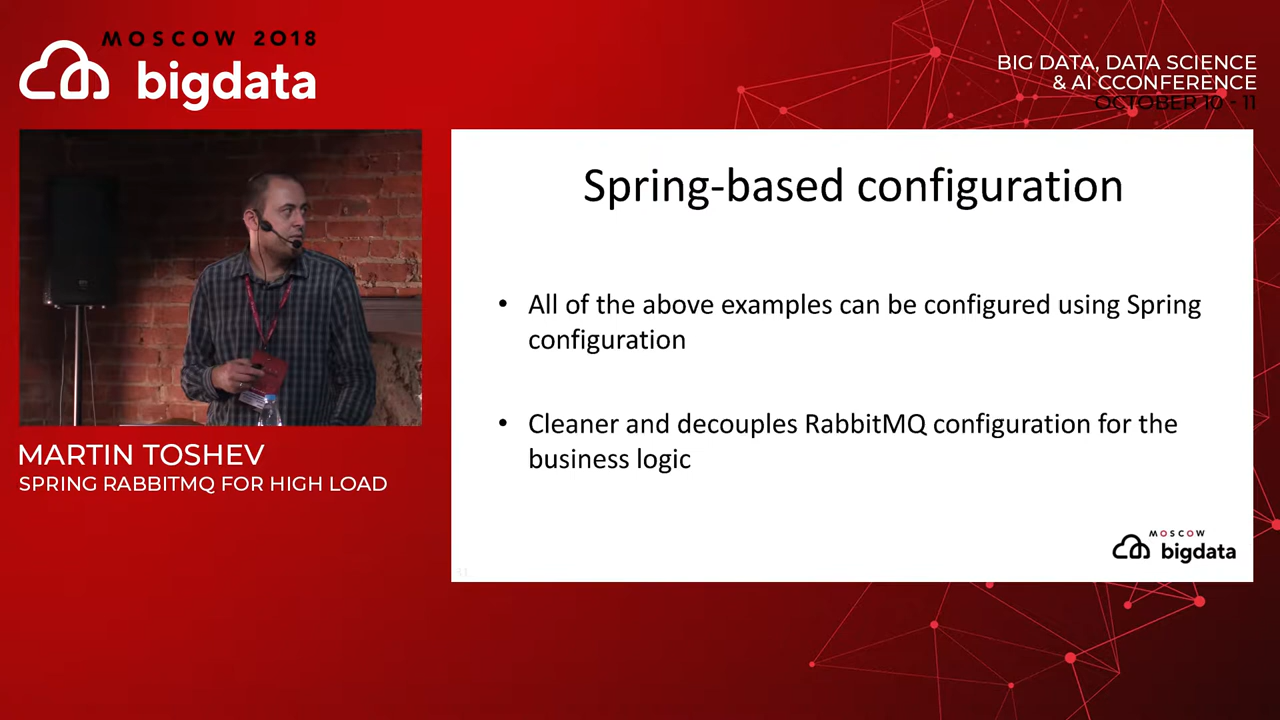 MOSCOW 2018
bigdata
BIG DATA, DATA SCIENCE
& AI CCONFERENCE
OCTOBER 10 - 11
Spring-based configuration
• All of the above examples can be configured using Spring
configuration
• Cleaner and decouples RabbitMQ configuration for the
business logic
MOSCOW
bigdata
11
MARTIN TOSHEV
SPRING RABBITMQ FOR HIGH LOAD